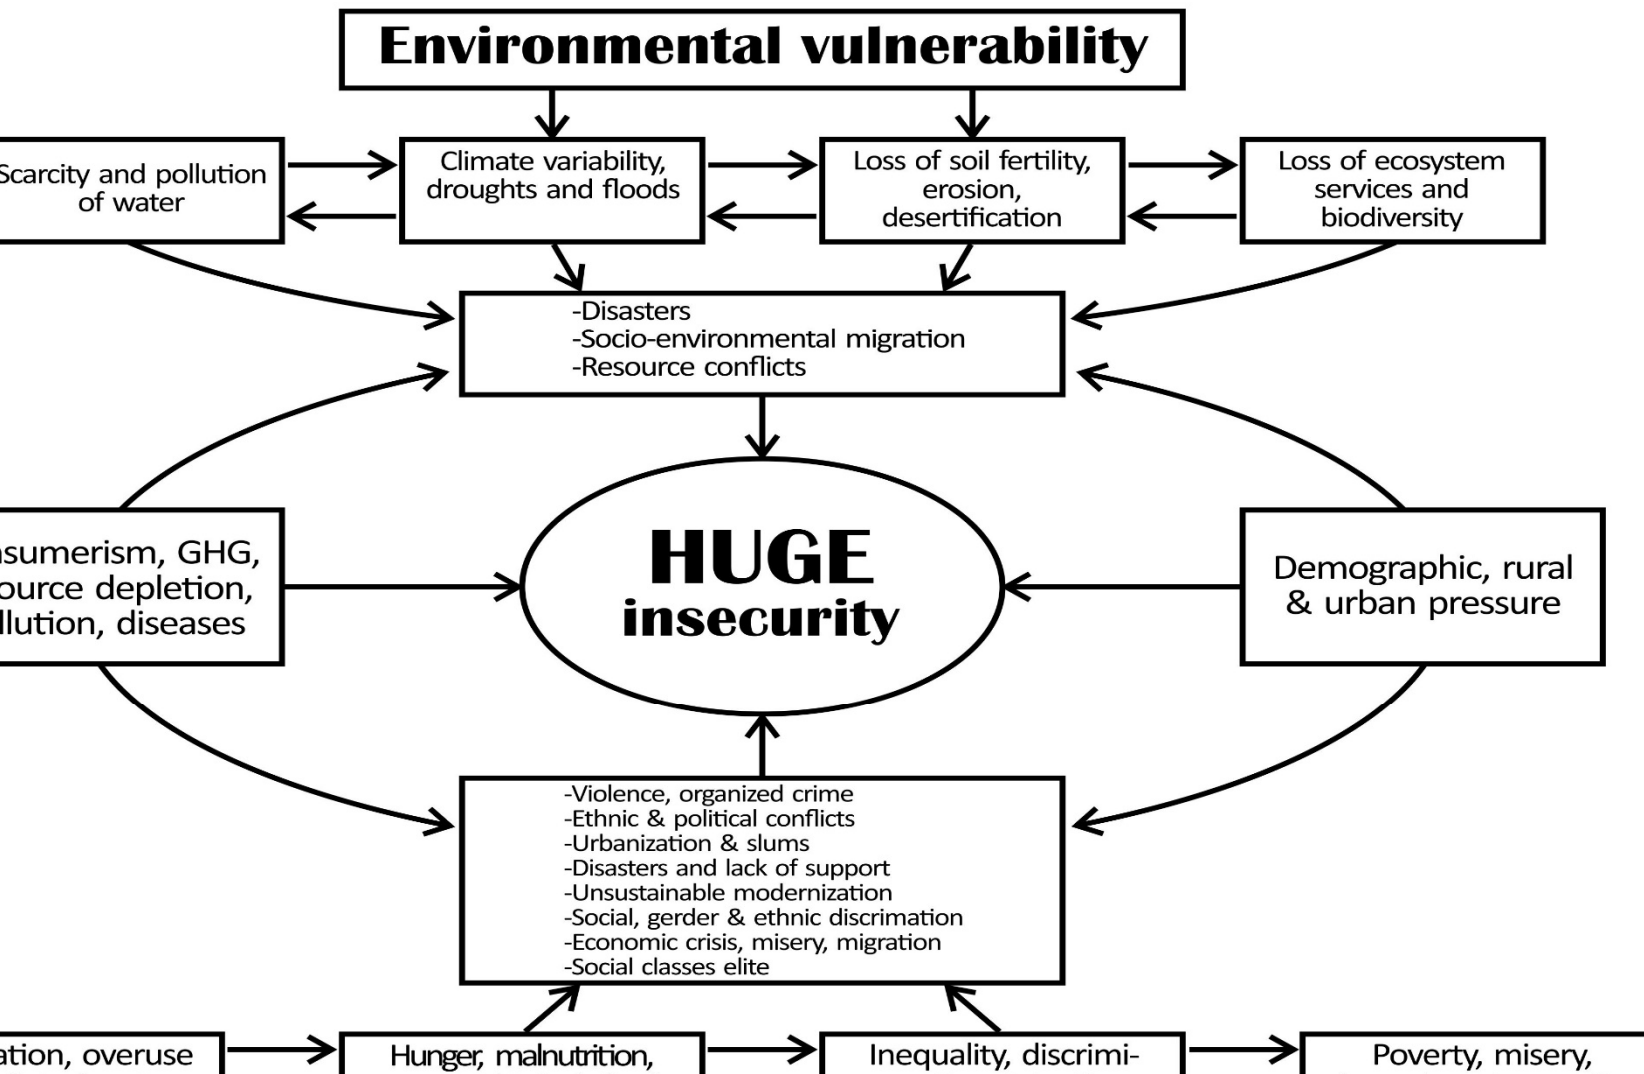 Environmental vulnerability
Scarcity and pollution
of water
Climate variability,
droughts and floods
Loss of soil fertility,
erosion,
desertification
Loss of ecosystem
services and
biodiversity
-Disasters
-Socio-environmental migration
-Resource conflicts
sumerism, GHG,
ource depletion,
llution, diseases
HUGE
insecurity
Demographic, rural
& urban pressure
-Violence, organized crime
-Ethnic & political conflicts
-Urbanization & slums
-Disasters and lack of support
-Unsustainable modernization
-Social, gerder & ethnic discrimation
-Economic crisis, misery, migration
-Social classes elite
ation, overuse
Hunger, malnutrition,
Inequality, discrimi-
Poverty, misery,